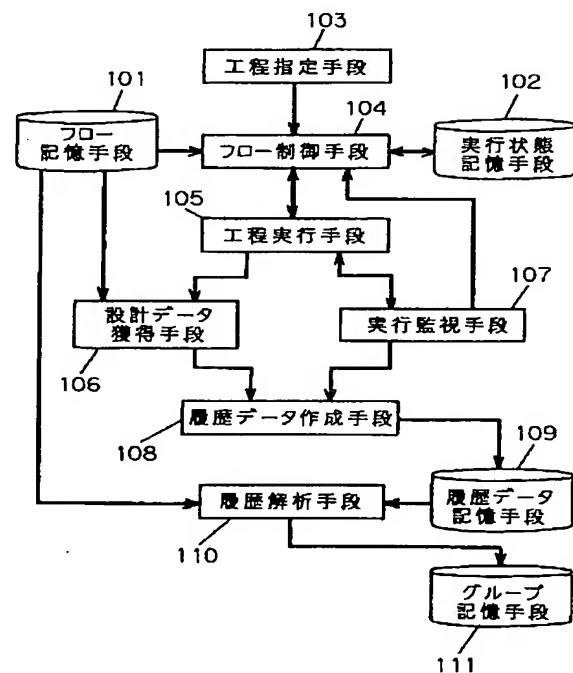 103
工程指定手段
101
フロー
記憶手段
104
フロー制御手段
102
実行状態
記憶手段
105
工程実行手段
設計データ
獲得手段
106
107
実行監視手段
履歴データ作成手段
108
109
履歴データ
記憶手段
履歴解析手段
110
グループ
記憶手段
111